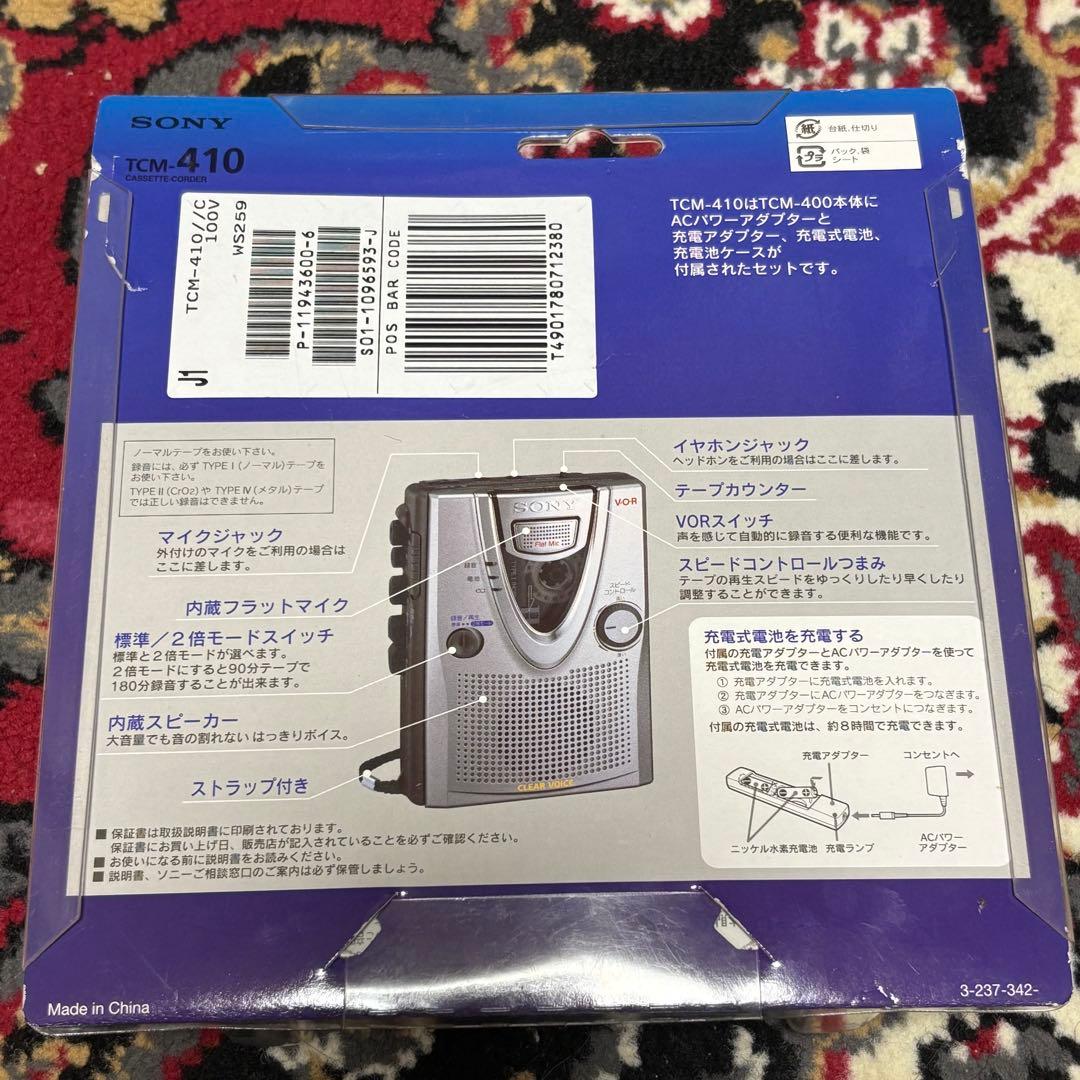 SONY
TCM-410
CASSETTE-CORDER
紙
台紙、仕切り
プラ
パック、袋
シート
TCM-410//C
100V
WS259
P-11943600-6
S01-1096593-J
POS BAR CODE
T4901780712380
J1
TCM-410はTCM-400本体に
ACパワーアダプターと
充電アダプター、充電式電池、
充電池ケースが
付属されたセットです。
ノーマルテープをお使い下さい。
録音には、必ず TYPE I (ノーマル)テープを
お使い下さい。
TYPE II (CrO2) や TYPE IV (メタル)テープ
では正しい録音はできません。
マイクジャック
外付けのマイクをご利用の場合は
ここに差します。
内蔵フラットマイク
標準／2倍モードスイッチ
標準と2倍モードが選べます。
2倍モードにすると90分テープで
180分録音することが出来ます。
内蔵スピーカー
大音量でも音の割れない はっきりボイス。
ストラップ付き
SONY
V・O・R
Flat Mic
録音
電池
録音/再生
スピード
コントロール
CLEAR VOICE
イヤホンジャック
ヘッドホンをご利用の場合はここに差します。
テープカウンター
VORスイッチ
声を感じて自動的に録音する便利な機能です。
スピードコントロールつまみ
テープの再生スピードをゆっくりしたり早くしたり
調整することができます。
充電式電池を充電する
付属の充電アダプターとACパワーアダプターを使って
充電式電池を充電できます。
① 充電アダプターに充電式電池を入れます。
② 充電アダプターにACパワーアダプターをつなぎます。
③ ACパワーアダプターをコンセントにつなぎます。
付属の充電式電池は、約8時間で充電できます。
充電アダプター
コンセントへ
ニッケル水素充電池
充電ランプ
ACパワー
アダプター
■ 保証書は取扱説明書に印刷されております。
保証書にお買い上げ日、販売店が記入されていることを必ずご確認ください。
■ お使いになる前に説明書をお読みください。
■ 説明書、ソニーご相談窓口のご案内は必ず保管しましょう。
Made in China
3-237-342-